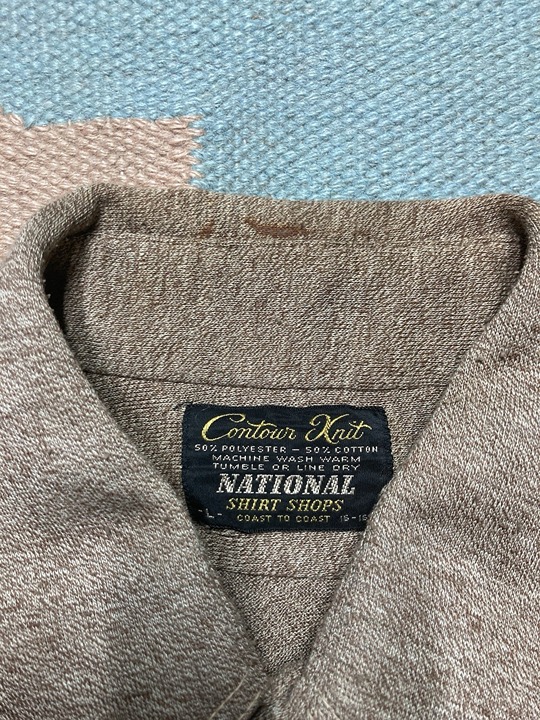 Contour Knit
50% POLYESTER - 50% COTTON
MACHINE WASH WARM
TUMBLE OR LINE DRY
NATIONAL
SHIRT SHOPS
-L- COAST TO COAST